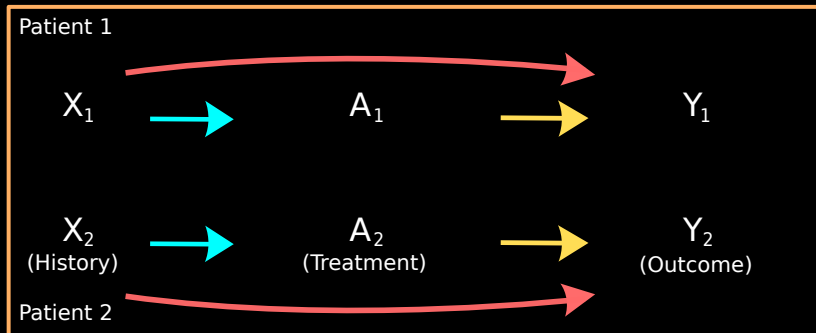 Patient 1
X₁ A₁ Y₁
X₂ A₂ Y₂
(History) (Treatment) (Outcome)
Patient 2